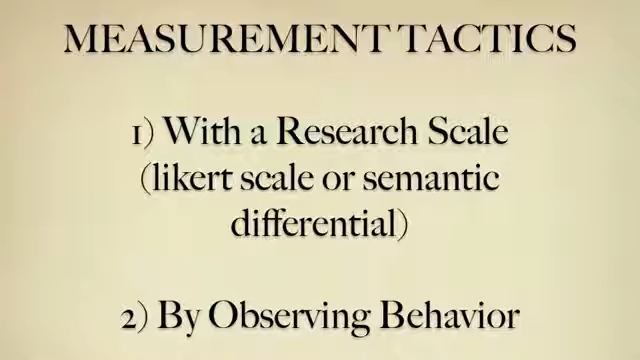 MEASUREMENT TACTICS
1) With a Research Scale
(likert scale or semantic
differential)
2) By Observing Behavior